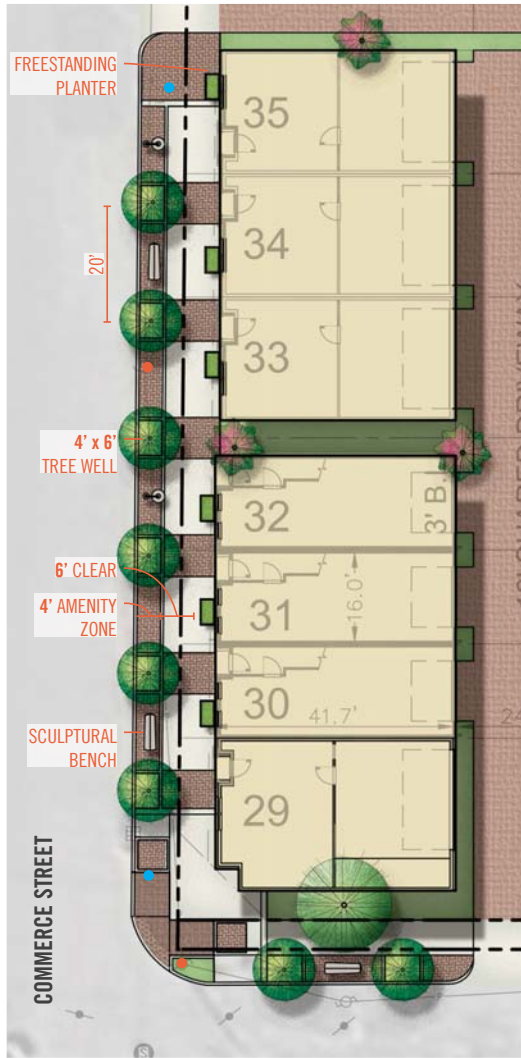 FREESTANDING
PLANTER
35
34
20'
33
4' x 6'
TREE WELL
32
3' B.
6' CLEAR
31
16.0'
4' AMENITY
ZONE
30
41.7'
24
SCULPTURAL
BENCH
29
COMMERCE STREET
S